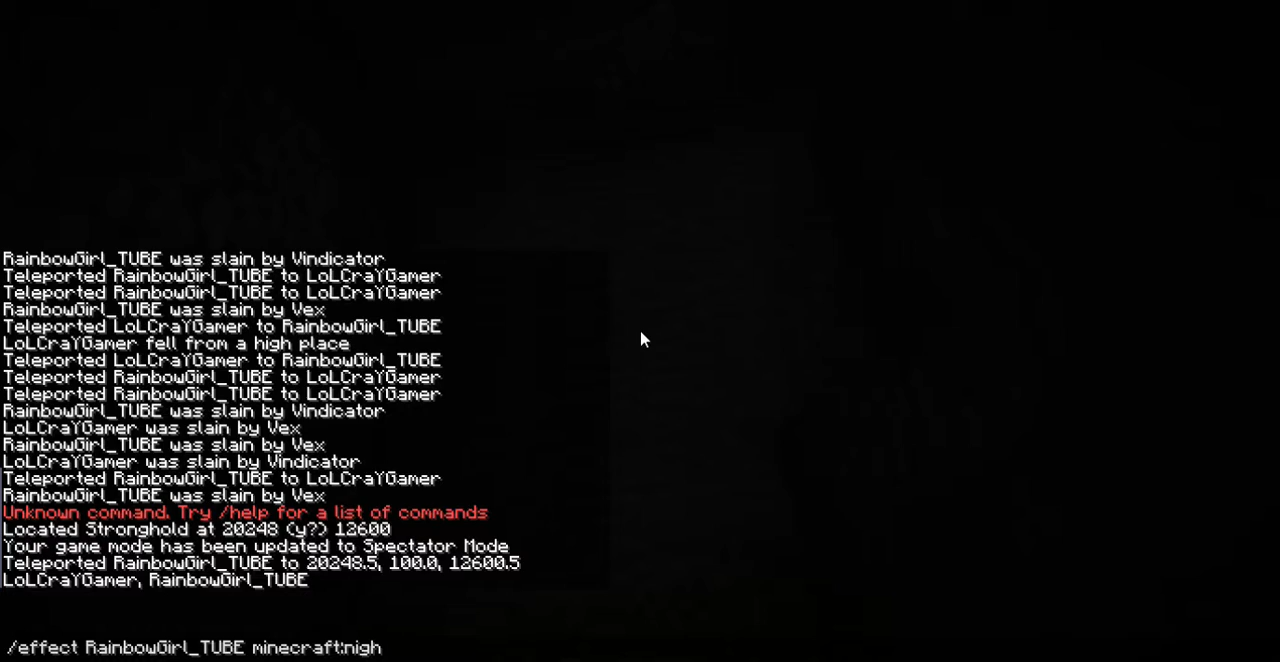 RainbowGirl_TUBE was slain by Vindicator
Teleported RainbowGirl_TUBE to LoLCraYGamer
Teleported RainbowGirl_TUBE to LoLCraYGamer
RainbowGirl_TUBE was slain by Vex
Teleported LoLCraYGamer to RainbowGirl_TUBE
LoLCraYGamer fell from a high place
Teleported LoLCraYGamer to RainbowGirl_TUBE
Teleported RainbowGirl_TUBE to LoLCraYGamer
Teleported RainbowGirl_TUBE to LoLCraYGamer
RainbowGirl_TUBE was slain by Vindicator
LoLCraYGamer was slain by Vex
RainbowGirl_TUBE was slain by Vex
LoLCraYGamer was slain by Vindicator
Teleported RainbowGirl_TUBE to LoLCraYGamer
RainbowGirl_TUBE was slain by Vex
Unknown command. Try /help for a list of commands
Located Stronghold at 20248 (y?) 12600
Your game mode has been updated to Spectator Mode
Teleported RainbowGirl_TUBE to 20248.5, 100.0, 12600.5
LoLCraYGamer, RainbowGirl_TUBE
/effect RainbowGirl_TUBE minecraft:nigh